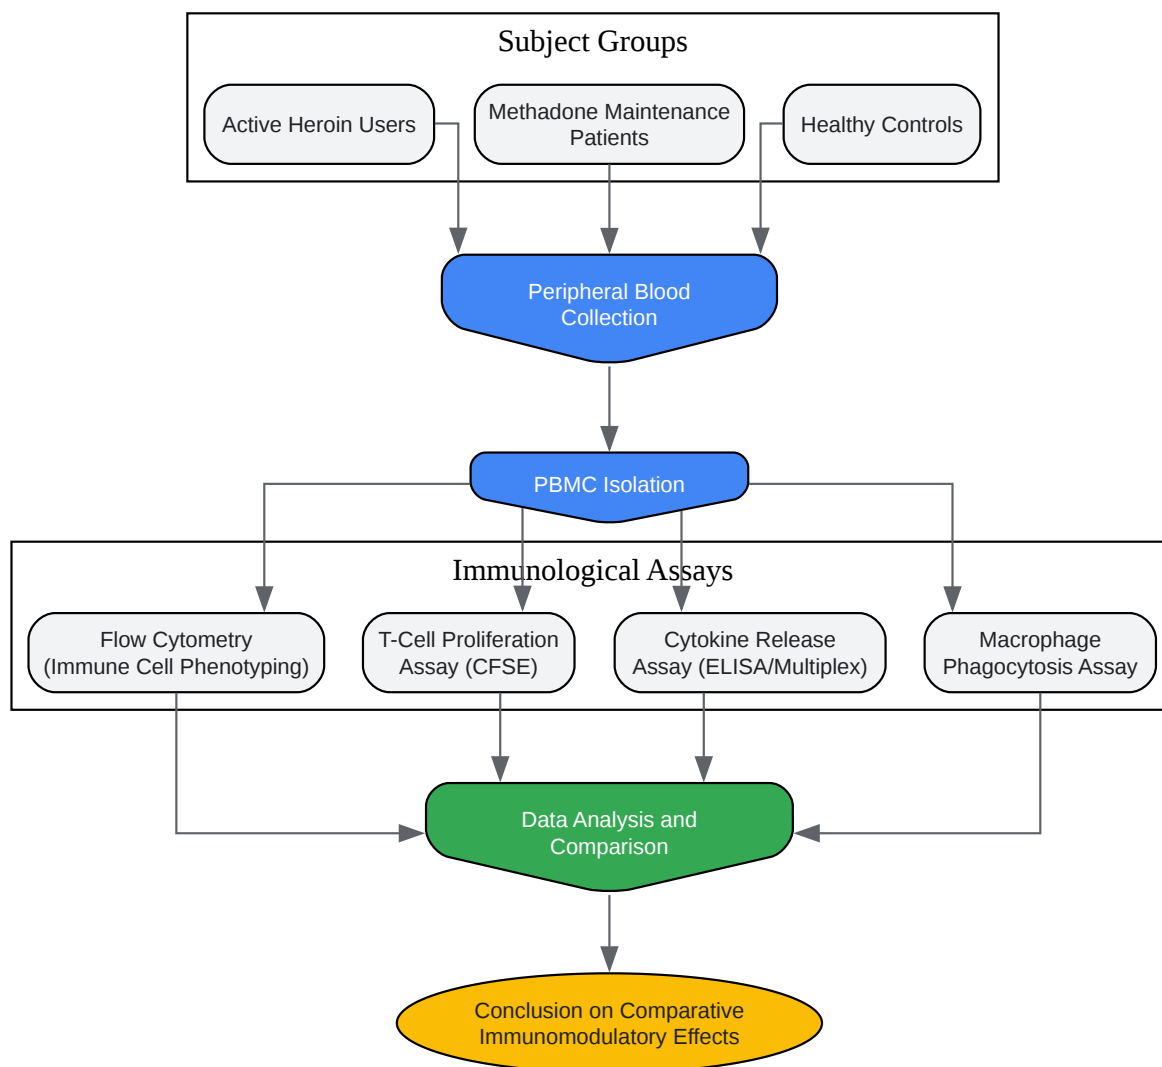 Subject Groups
Active Heroin Users
Methadone Maintenance
Patients
Healthy Controls
Peripheral Blood
Collection
PBMC Isolation
Immunological Assays
Flow Cytometry
(Immune Cell Phenotyping)
T-Cell Proliferation
Assay (CFSE)
Cytokine Release
Assay (ELISA/Multiplex)
Macrophage
Phagocytosis Assay
Data Analysis and
Comparison
Conclusion on Comparative
Immunomodulatory Effects